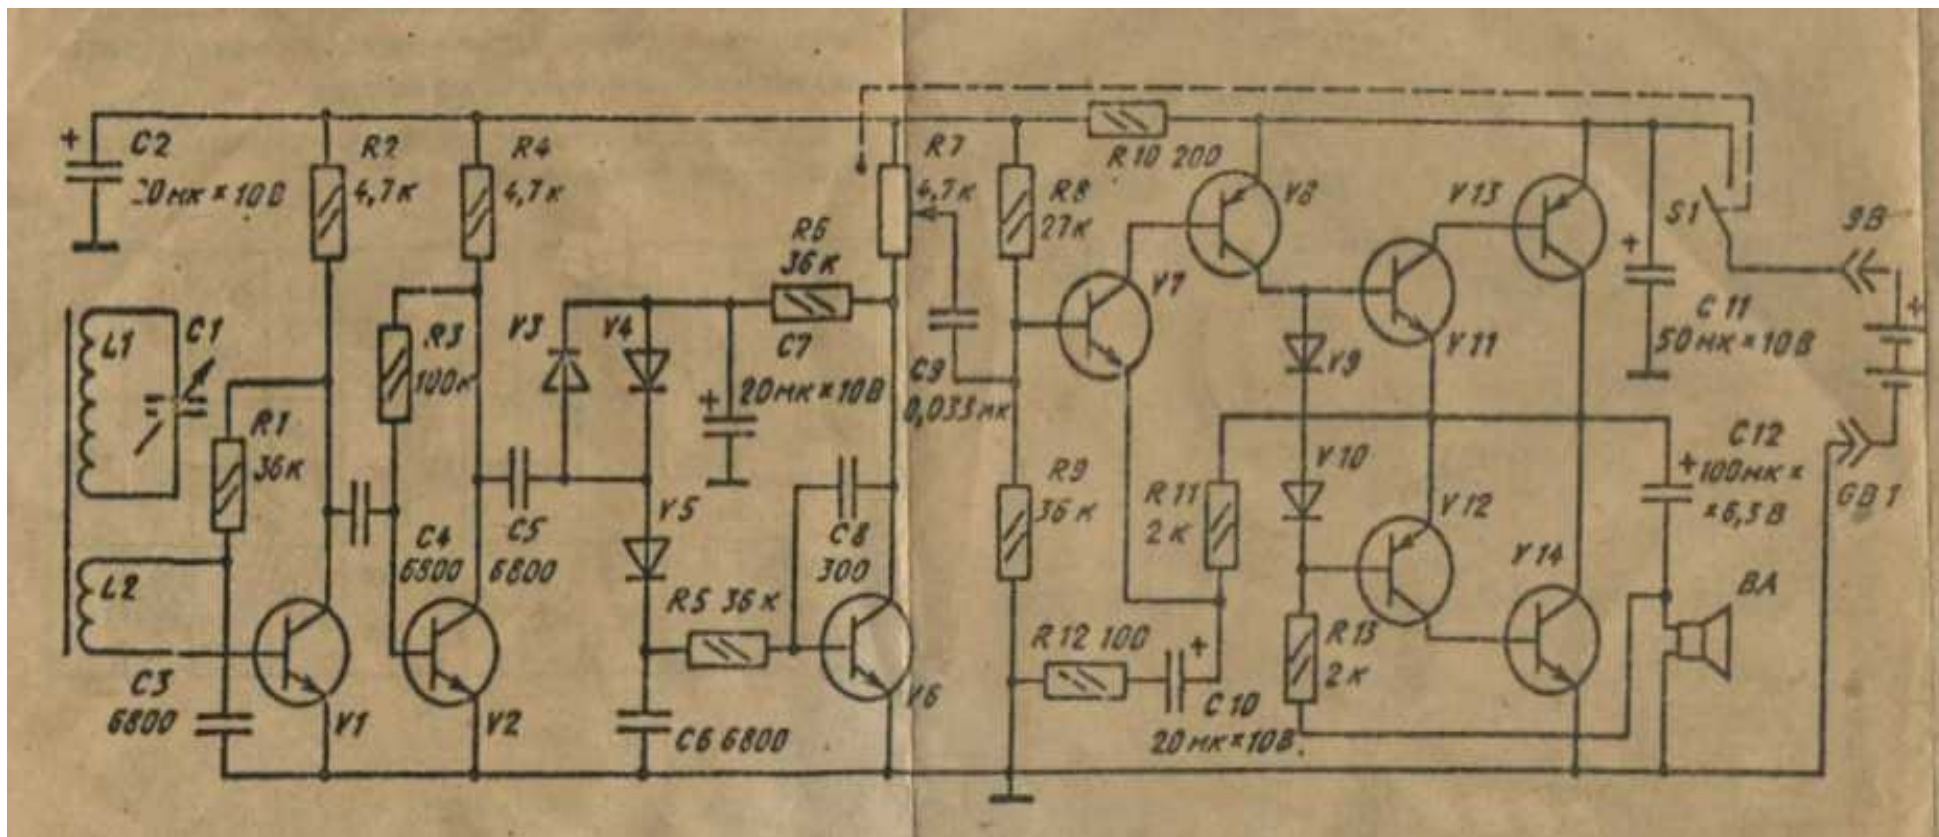 C2
20мк×10В
R2
4,7к
R4
4,7к
R7
4,7к
R8
27к
R10 200
V8
V13
S1
9В
R6
36к
L1
C1
R3
100к
V3
V4
C7
20мк×10В
C9
0,033мк
V7
V9
V11
C11
50мк×10В
R1
36к
C4
6800
C5
6800
V5
C8
300
R9
36к
R11
2к
V10
V12
C12
100мк×
×6,3В
GB1
L2
R5 36к
V14
BA
R12 100
R13
2к
C3
6800
V1
V2
C6 6800
V6
C10
20мк×10В.